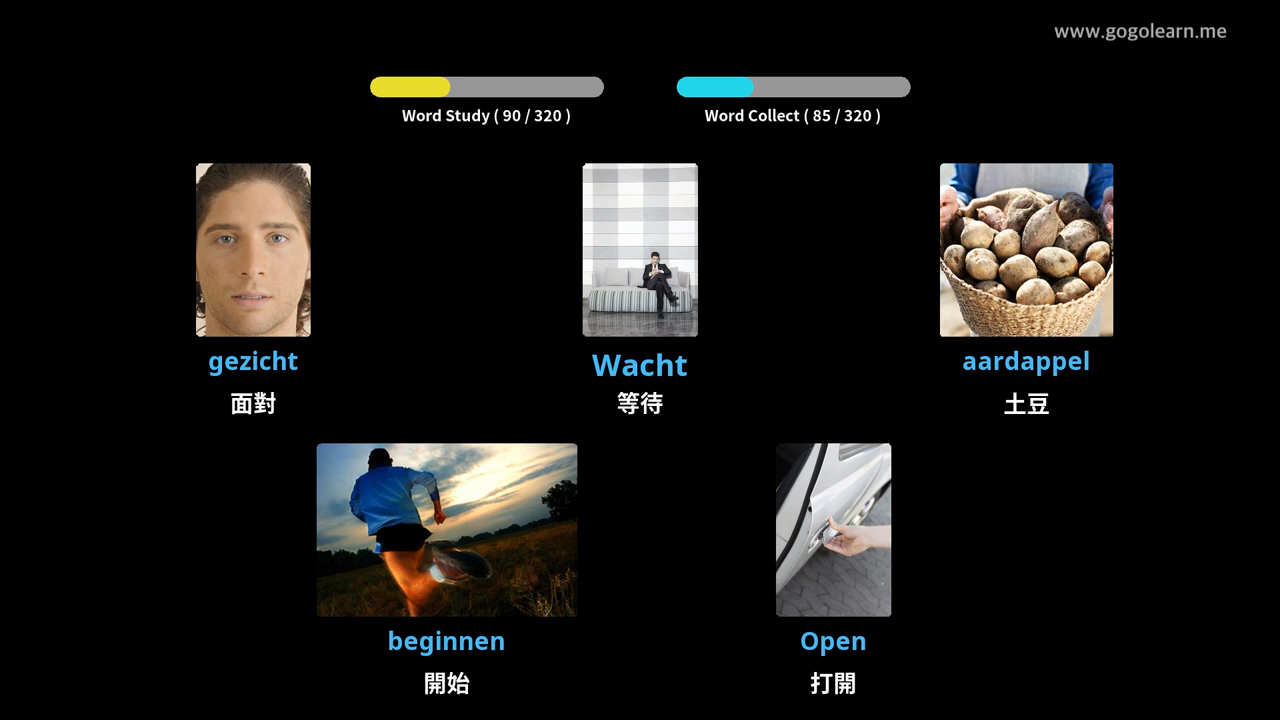 www.gogolearn.me
Word Study ( 90 / 320 )
Word Collect ( 85 / 320 )
gezicht
Wacht
aardappel
面對
等待
土豆
beginnen
Open
開始
打開